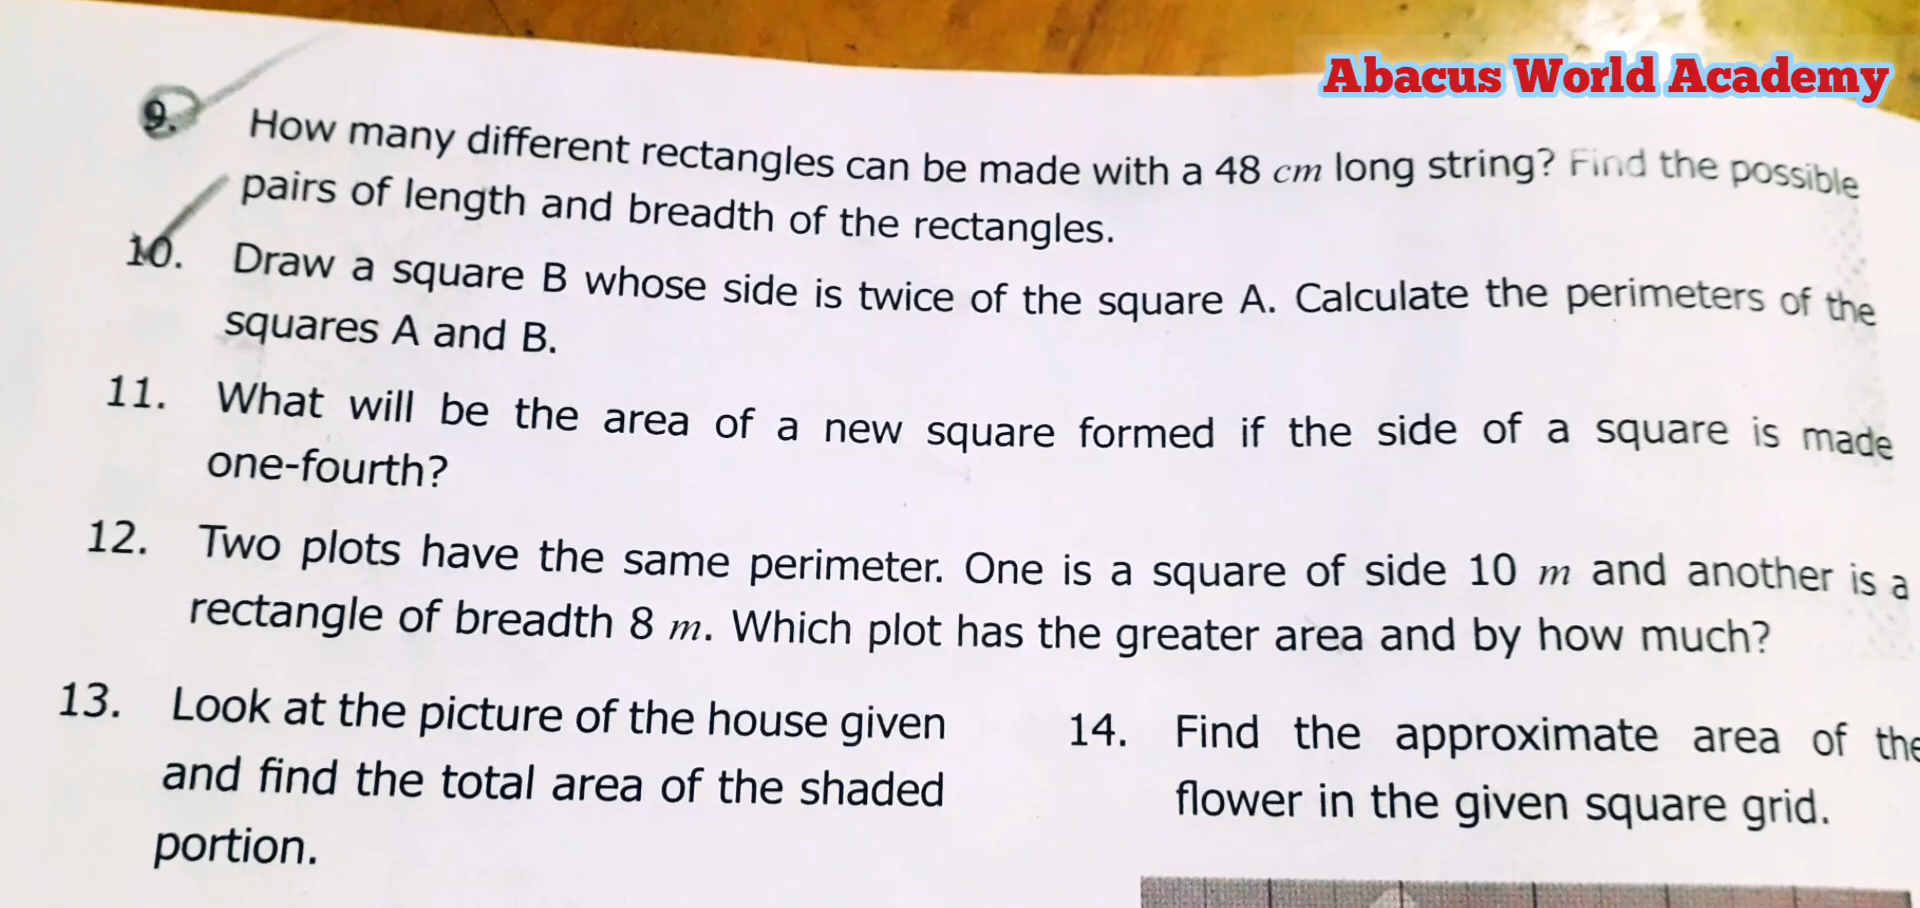 Abacus World Academy
9. How many different rectangles can be made with a 48 cm long string? Find the possible
pairs of length and breadth of the rectangles.
10. Draw a square B whose side is twice of the square A. Calculate the perimeters of the
squares A and B.
11. What will be the area of a new square formed if the side of a square is made
one-fourth?
12. Two plots have the same perimeter. One is a square of side 10 m and another is a
rectangle of breadth 8 m. Which plot has the greater area and by how much?
13. Look at the picture of the house given
and find the total area of the shaded
portion.
14. Find the approximate area of the
flower in the given square grid.